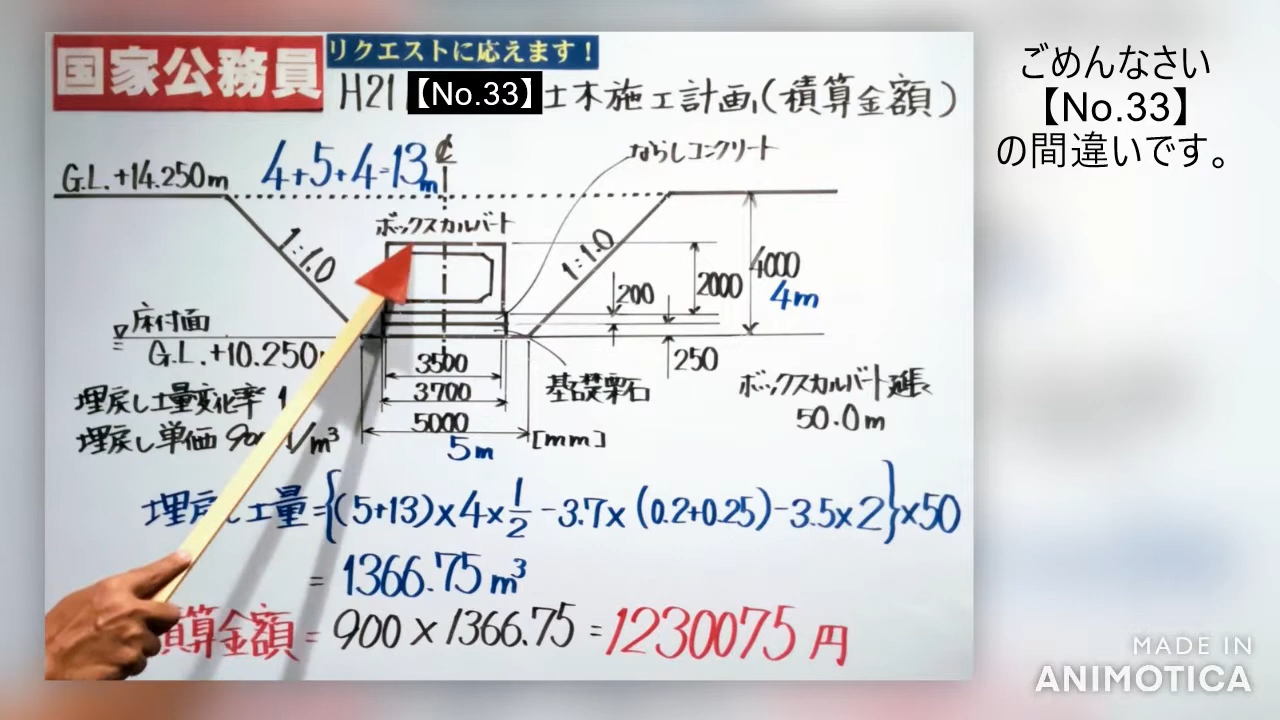 国家公務員
リクエストに応えます!
H21 【No.33】 土木施工計画(積算金額)
ごめんなさい
【No.33】
の間違いです。
G.L.+14.250m
4+5+4=13m
℄
ならしコンクリート
ボックスカルバート
1:1.0
1:1.0
200
2000
4000
4m
250
床付面
G.L.+10.250
3500
3700
5000
5m
[mm]
基礎栗石
ボックスカルバート延長
50.0m
埋戻し土量変化率 1
埋戻し単価 90 /m³
埋戻し土量={(5+13)×4×1/2-3.7×(0.2+0.25)-3.5×2}×50
=1366.75m³
積算金額=900×1366.75=1230075円
MADE IN
ANIMOTICA